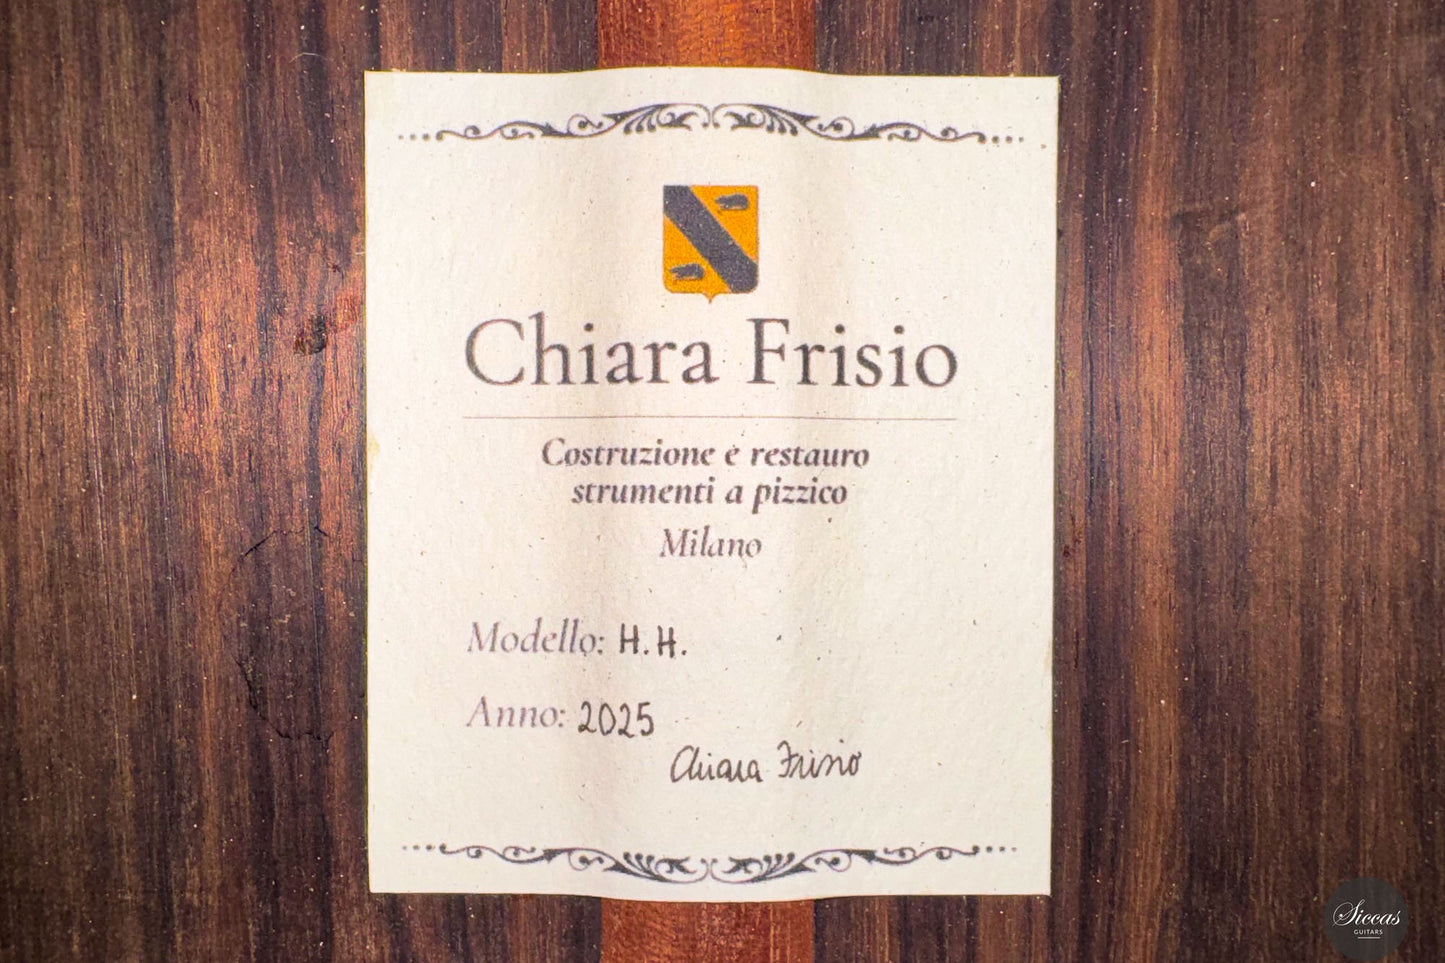 Chiara Frisio
Costruzione e restauro
strumenti a pizzico
Milano
Modello: H.H.
Anno: 2025
Chiara Frisio
Siccas
GUITARS